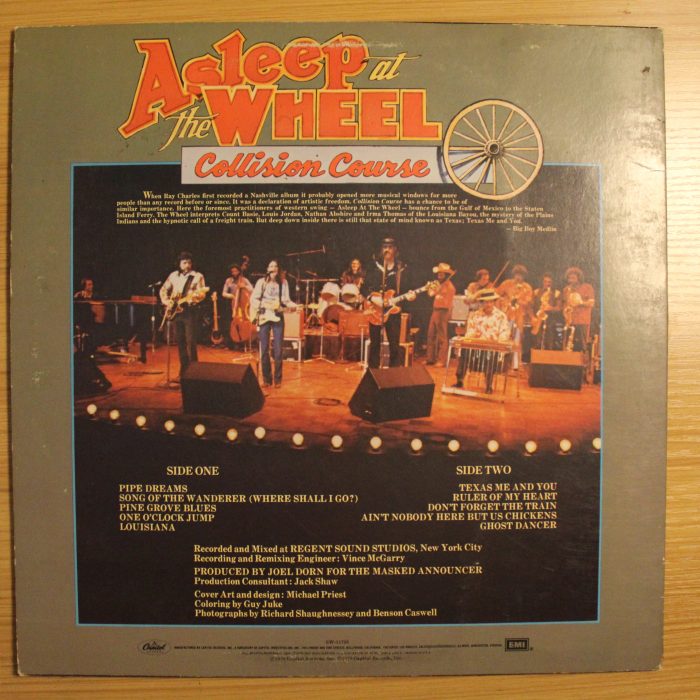 Asleep at
the WHEEL
Collision Course
When Ray Charles first recorded a Nashville album it probably opened more musical windows for more
people than any record before or since. It was a declaration of artistic freedom. Collision Course has a chance to be of
similar importance. Here the foremost practitioners of western swing — Asleep At The Wheel — bounce from the Gulf of Mexico to the Staten
Island Ferry. The Wheel interprets Count Basie, Louis Jordan, Nathan Abshire and Irma Thomas of the Louisiana Bayou, the mystery of the Plains
Indians and the hypnotic call of a freight train. But deep down inside there is still that state of mind known as Texas; Texas Me and You.
— Big Boy Medlin
SIDE ONE
PIPE DREAMS
SONG OF THE WANDERER (WHERE SHALL I GO?)
PINE GROVE BLUES
ONE O'CLOCK JUMP
LOUISIANA
SIDE TWO
TEXAS ME AND YOU
RULER OF MY HEART
DON'T FORGET THE TRAIN
AIN'T NOBODY HERE BUT US CHICKENS
GHOST DANCER
Recorded and Mixed at REGENT SOUND STUDIOS, New York City
Recording and Remixing Engineer: Vince McGarry
PRODUCED BY JOEL DORN FOR THE MASKED ANNOUNCER
Production Consultant: Jack Shaw
Cover Art and design: Michael Priest
Coloring by Guy Juke
Photographs by Richard Shaughnessey and Benson Caswell
Capitol
EMI